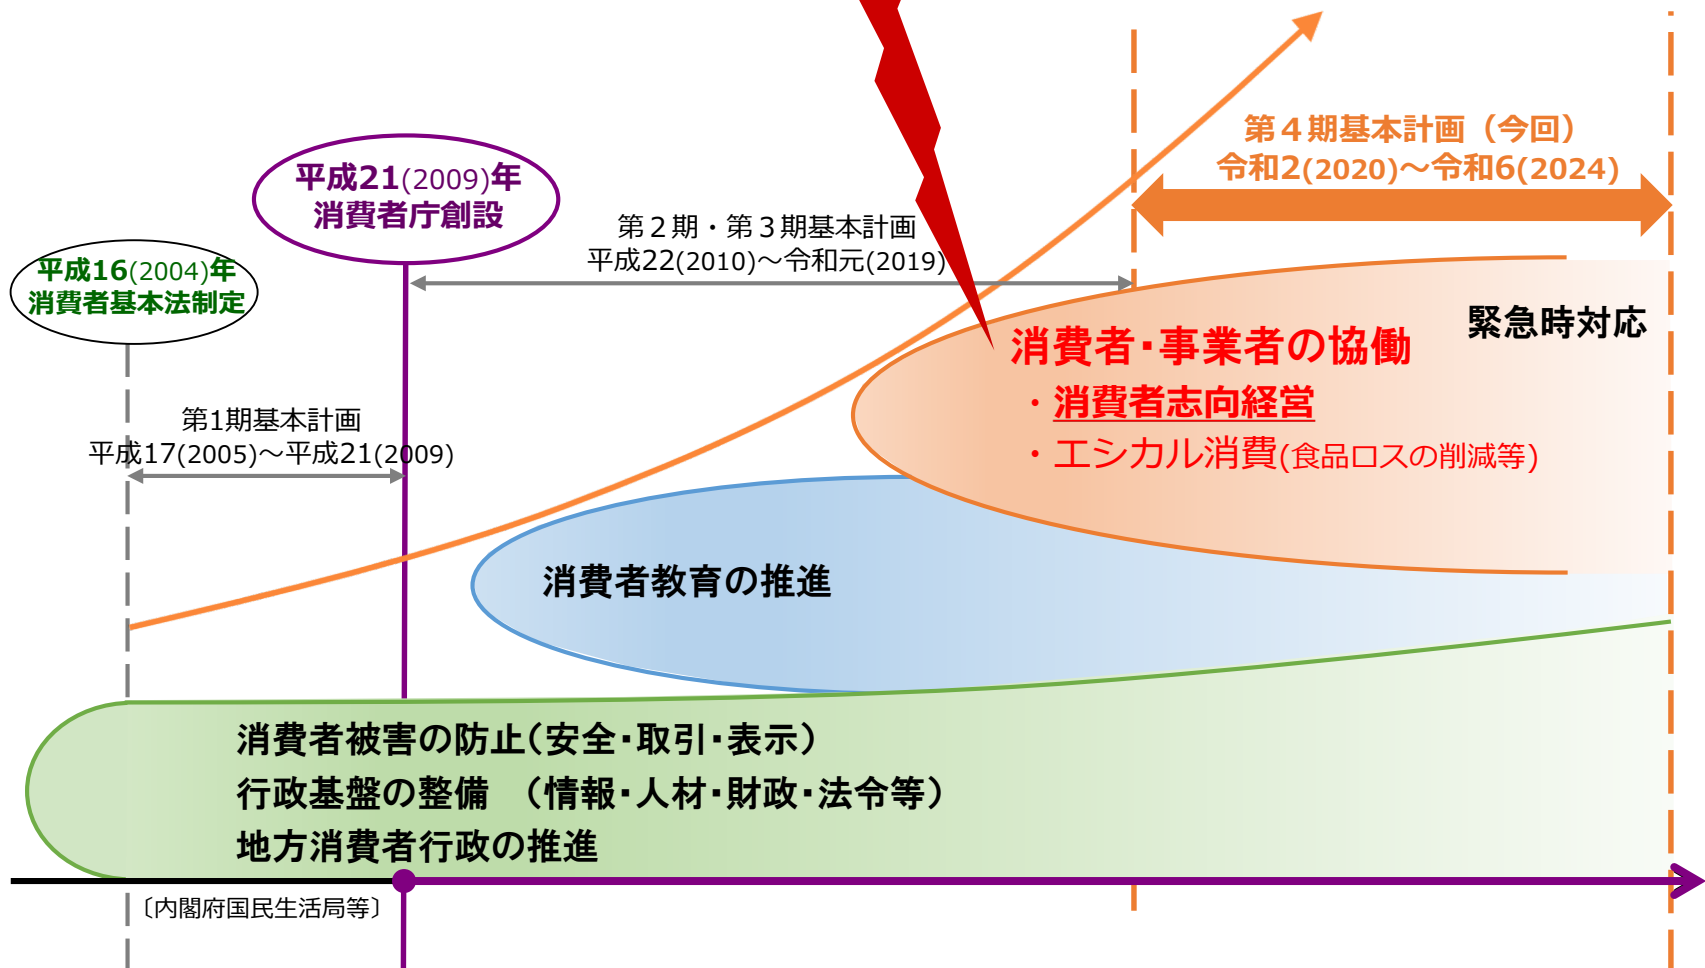 第４期基本計画（今回）
令和2(2020)～令和6(2024)
平成21(2009)年
消費者庁創設
第２期・第３期基本計画
平成22(2010)～令和元(2019)
平成16(2004)年
消費者基本法制定
緊急時対応
消費者・事業者の協働
・消費者志向経営
・エシカル消費(食品ロスの削減等)
第1期基本計画
平成17(2005)～平成21(2009)
消費者教育の推進
消費者被害の防止（安全・取引・表示）
行政基盤の整備　（情報・人材・財政・法令等）
地方消費者行政の推進
〔内閣府国民生活局等〕